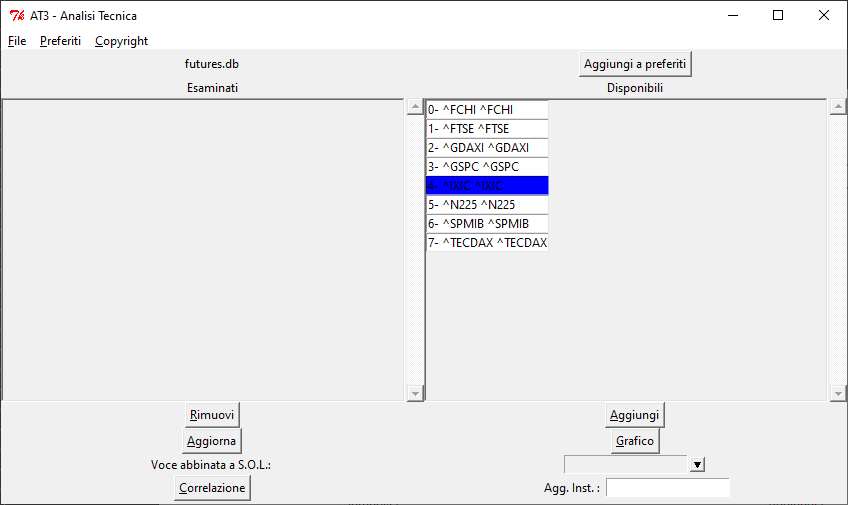 AT3 - Analisi Tecnica
File Preferiti Copyright
futures.db
Aggiungi a preferiti
Esaminati
Disponibili
0- ^FCHI ^FCHI
1- ^FTSE ^FTSE
2- ^GDAXI ^GDAXI
3- ^GSPC ^GSPC
4- ^IXIC ^IXIC
5- ^N225 ^N225
6- ^SPMIB ^SPMIB
7- ^TECDAX ^TECDAX
Rimuovi
Aggiungi
Aggiorna
Grafico
Voce abbinata a S.O.L.:
Correlazione
Agg. Inst. :